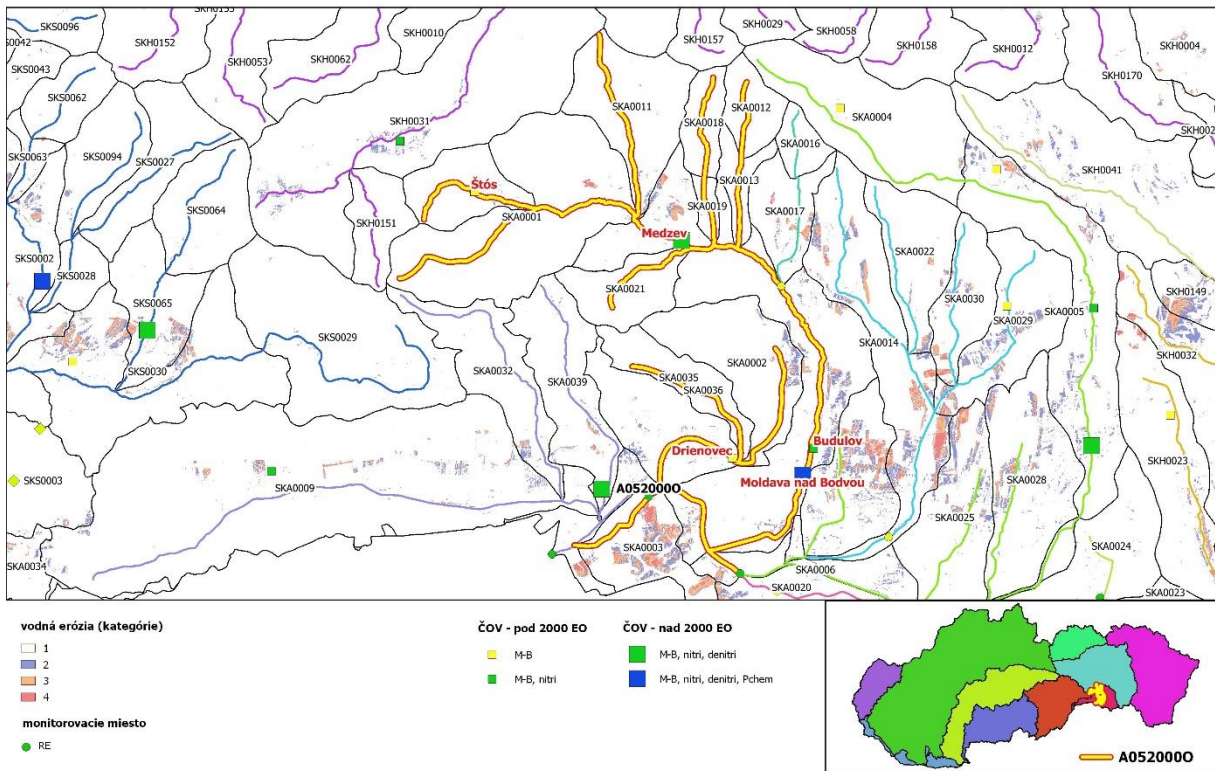 SKS0096
SKH0152
SKH0010
SKH0157
SKH0029
SKH0058
SKH0158
SKH0012
SKH0004
SKS0043
SKH0053
SKH0062
SKH0170
SKS0062
SKA0011
SKA0018
SKA0012
SKA0004
SKH0031
SKA0016
SKS0063
SKS0094
SKS0027
SKH0041
SKA0013
Štós
SKS0064
SKA0019
SKA0017
SKA0001
SKH0151
Medzev
SKA0022
SKS0002
SKS0028
SKA0021
SKA0030
SKH0149
SKS0065
SKA0005
SKA0029
SKS0029
SKA0014
SKH0032
SKS0030
SKA0032
SKA0039
SKA0002
SKA0035
SKA0036
Budulov
Drienovec
SKH0023
SKS0003
SKA0009
A052000O
Moldava nad Bodvou
SKA0028
SKA0025
SKA0003
SKA0024
SKA0034
SKA0006
SKA0020
SKA0023
vodná erózia (kategórie)
1
2
3
4
monitorovacie miesto
RE
ČOV - pod 2000 EO
M-B
M-B, nitri
ČOV - nad 2000 EO
M-B, nitri, denitri
M-B, nitri, denitri, Pchem
A052000O